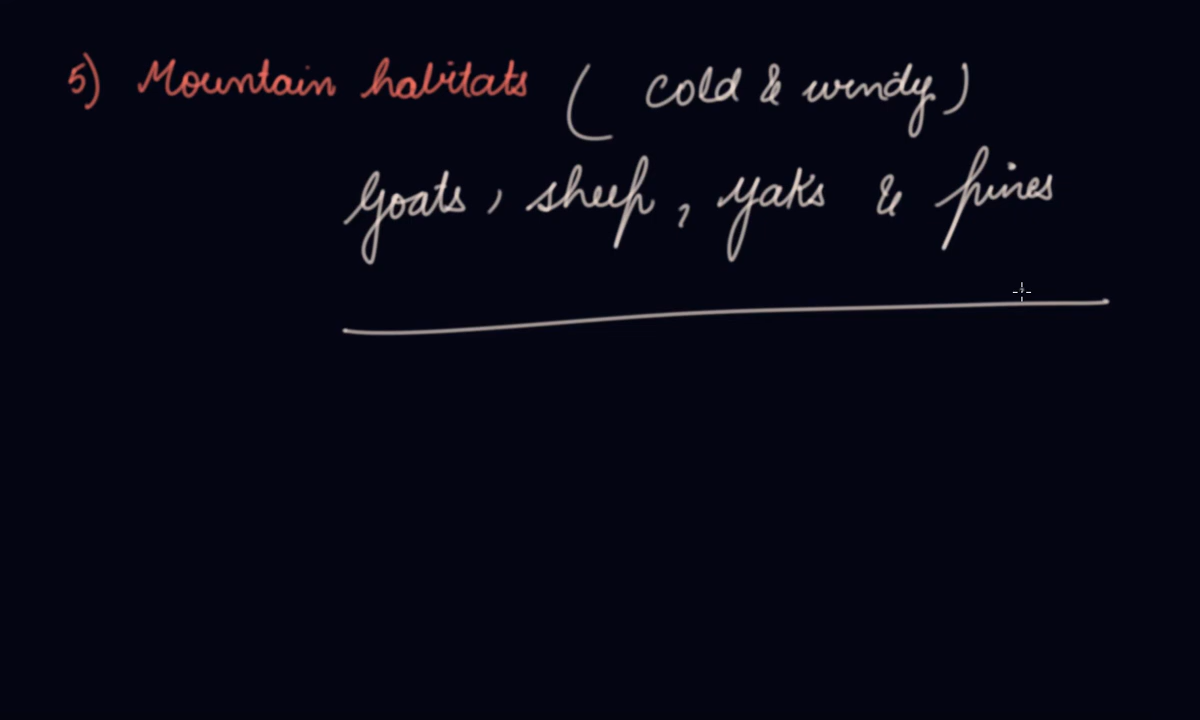 5) Mountain habitats ( cold & windy)
Goats, sheep, yaks & pines